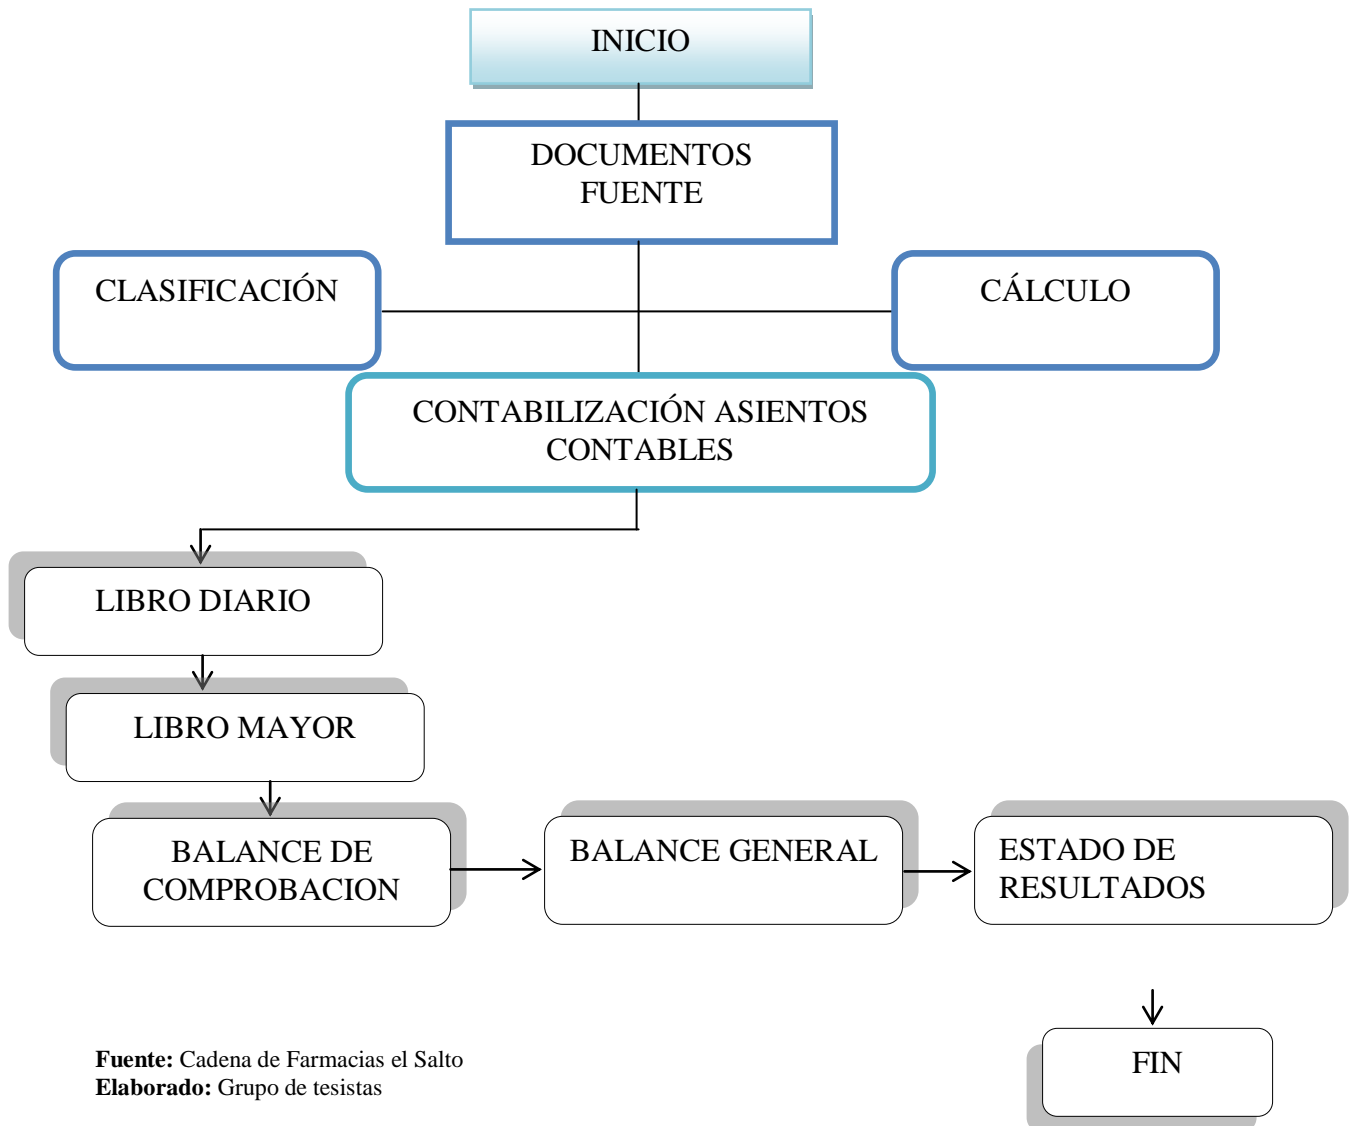 INICIO
DOCUMENTOS
FUENTE
CLASIFICACIÓN
CÁLCULO
CONTABILIZACIÓN ASIENTOS
CONTABLES
LIBRO DIARIO
LIBRO MAYOR
BALANCE DE
COMPROBACION
BALANCE GENERAL
ESTADO DE
RESULTADOS
FIN
Fuente: Cadena de Farmacias el Salto
Elaborado: Grupo de tesistas